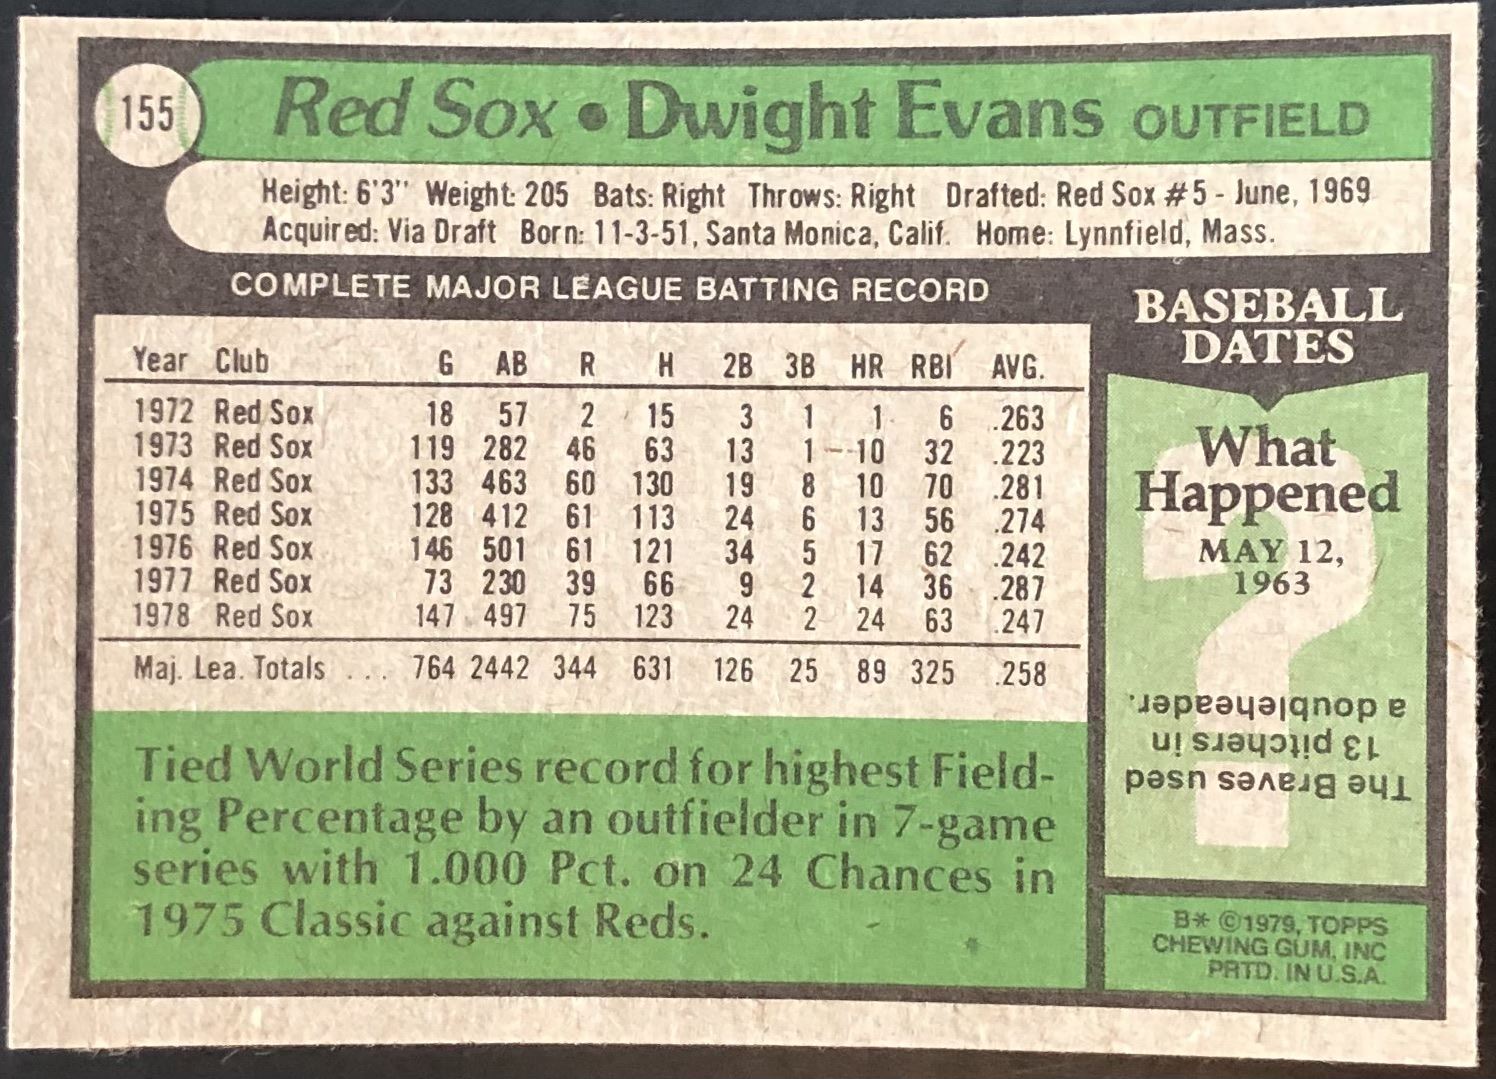 155
Red Sox • Dwight Evans OUTFIELD
Height: 6'3" Weight: 205 Bats: Right Throws: Right Drafted: Red Sox #5 - June, 1969
Acquired: Via Draft Born: 11-3-51, Santa Monica, Calif. Home: Lynnfield, Mass.
COMPLETE MAJOR LEAGUE BATTING RECORD
Year Club G AB R H 2B 3B HR RBI AVG.
1972 Red Sox 18 57 2 15 3 1 1 6 .263
1973 Red Sox 119 282 46 63 13 1 10 32 .223
1974 Red Sox 133 463 60 130 19 8 10 70 .281
1975 Red Sox 128 412 61 113 24 6 13 56 .274
1976 Red Sox 146 501 61 121 34 5 17 62 .242
1977 Red Sox 73 230 39 66 9 2 14 36 .287
1978 Red Sox 147 497 75 123 24 2 24 63 .247
Maj. Lea. Totals ... 764 2442 344 631 126 25 89 325 .258
Tied World Series record for highest Field-
ing Percentage by an outfielder in 7-game
series with 1.000 Pct. on 24 Chances in
1975 Classic against Reds.
BASEBALL
DATES
What
Happened
MAY 12,
1963
?
The Braves used
13 pitchers in
a doubleheader.
B* ©1979, TOPPS
CHEWING GUM, INC
PRTD. IN U.S.A.